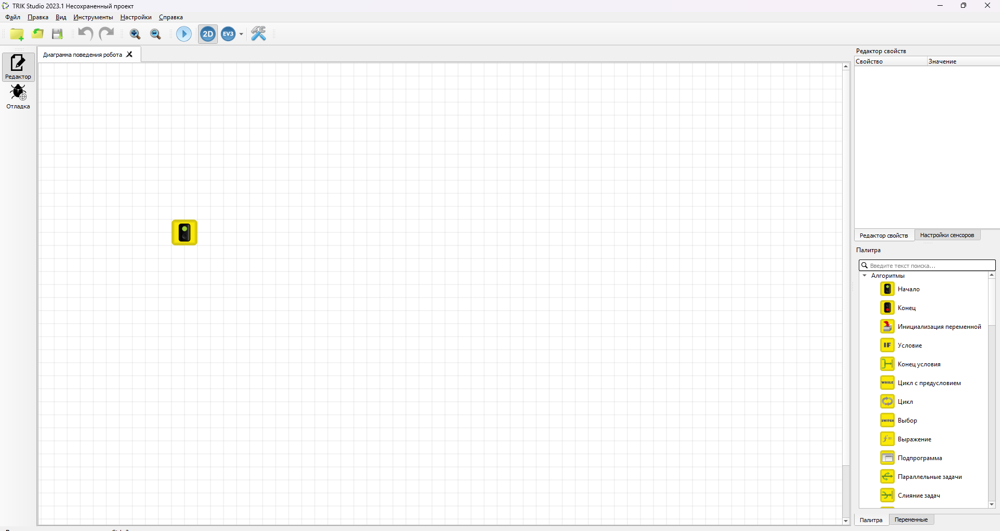 TRIK Studio 2023.1 Несохраненный проект
Файл Правка Вид Инструменты Настройки Справка
2D EV3
Диаграмма поведения робота
Редактор
Отладка
Редактор свойств
Свойство Значение
Редактор свойств Настройки сенсоров
Палитра
Введите текст поиска...
Алгоритмы
Начало
Конец
Инициализация переменной
IF Условие
Конец условия
WHILE Цикл с предусловием
Цикл
SWITCH Выбор
f= Выражение
Подпрограмма
Параллельные задачи
Слияние задач
Палитра Переменные